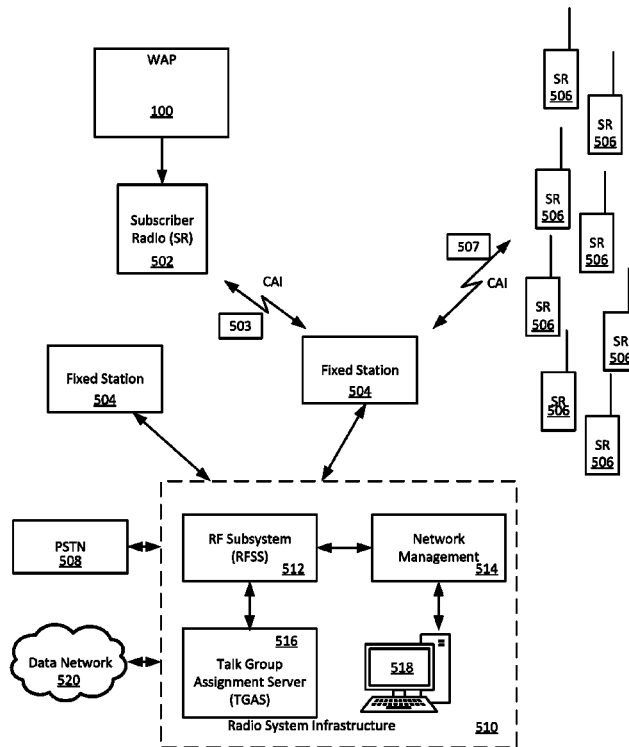 WAP
100
Subscriber
Radio (SR)
502
SR
506
SR
506
SR
506
SR
506
SR
506
SR
506
SR
506
SR
506
507
CAI
CAI
503
Fixed Station
504
Fixed Station
504
PSTN
508
RF Subsystem
(RFSS)
512
Network
Management
514
516
Talk Group
Assignment Server
(TGAS)
518
Data Network
520
Radio System Infrastructure
510